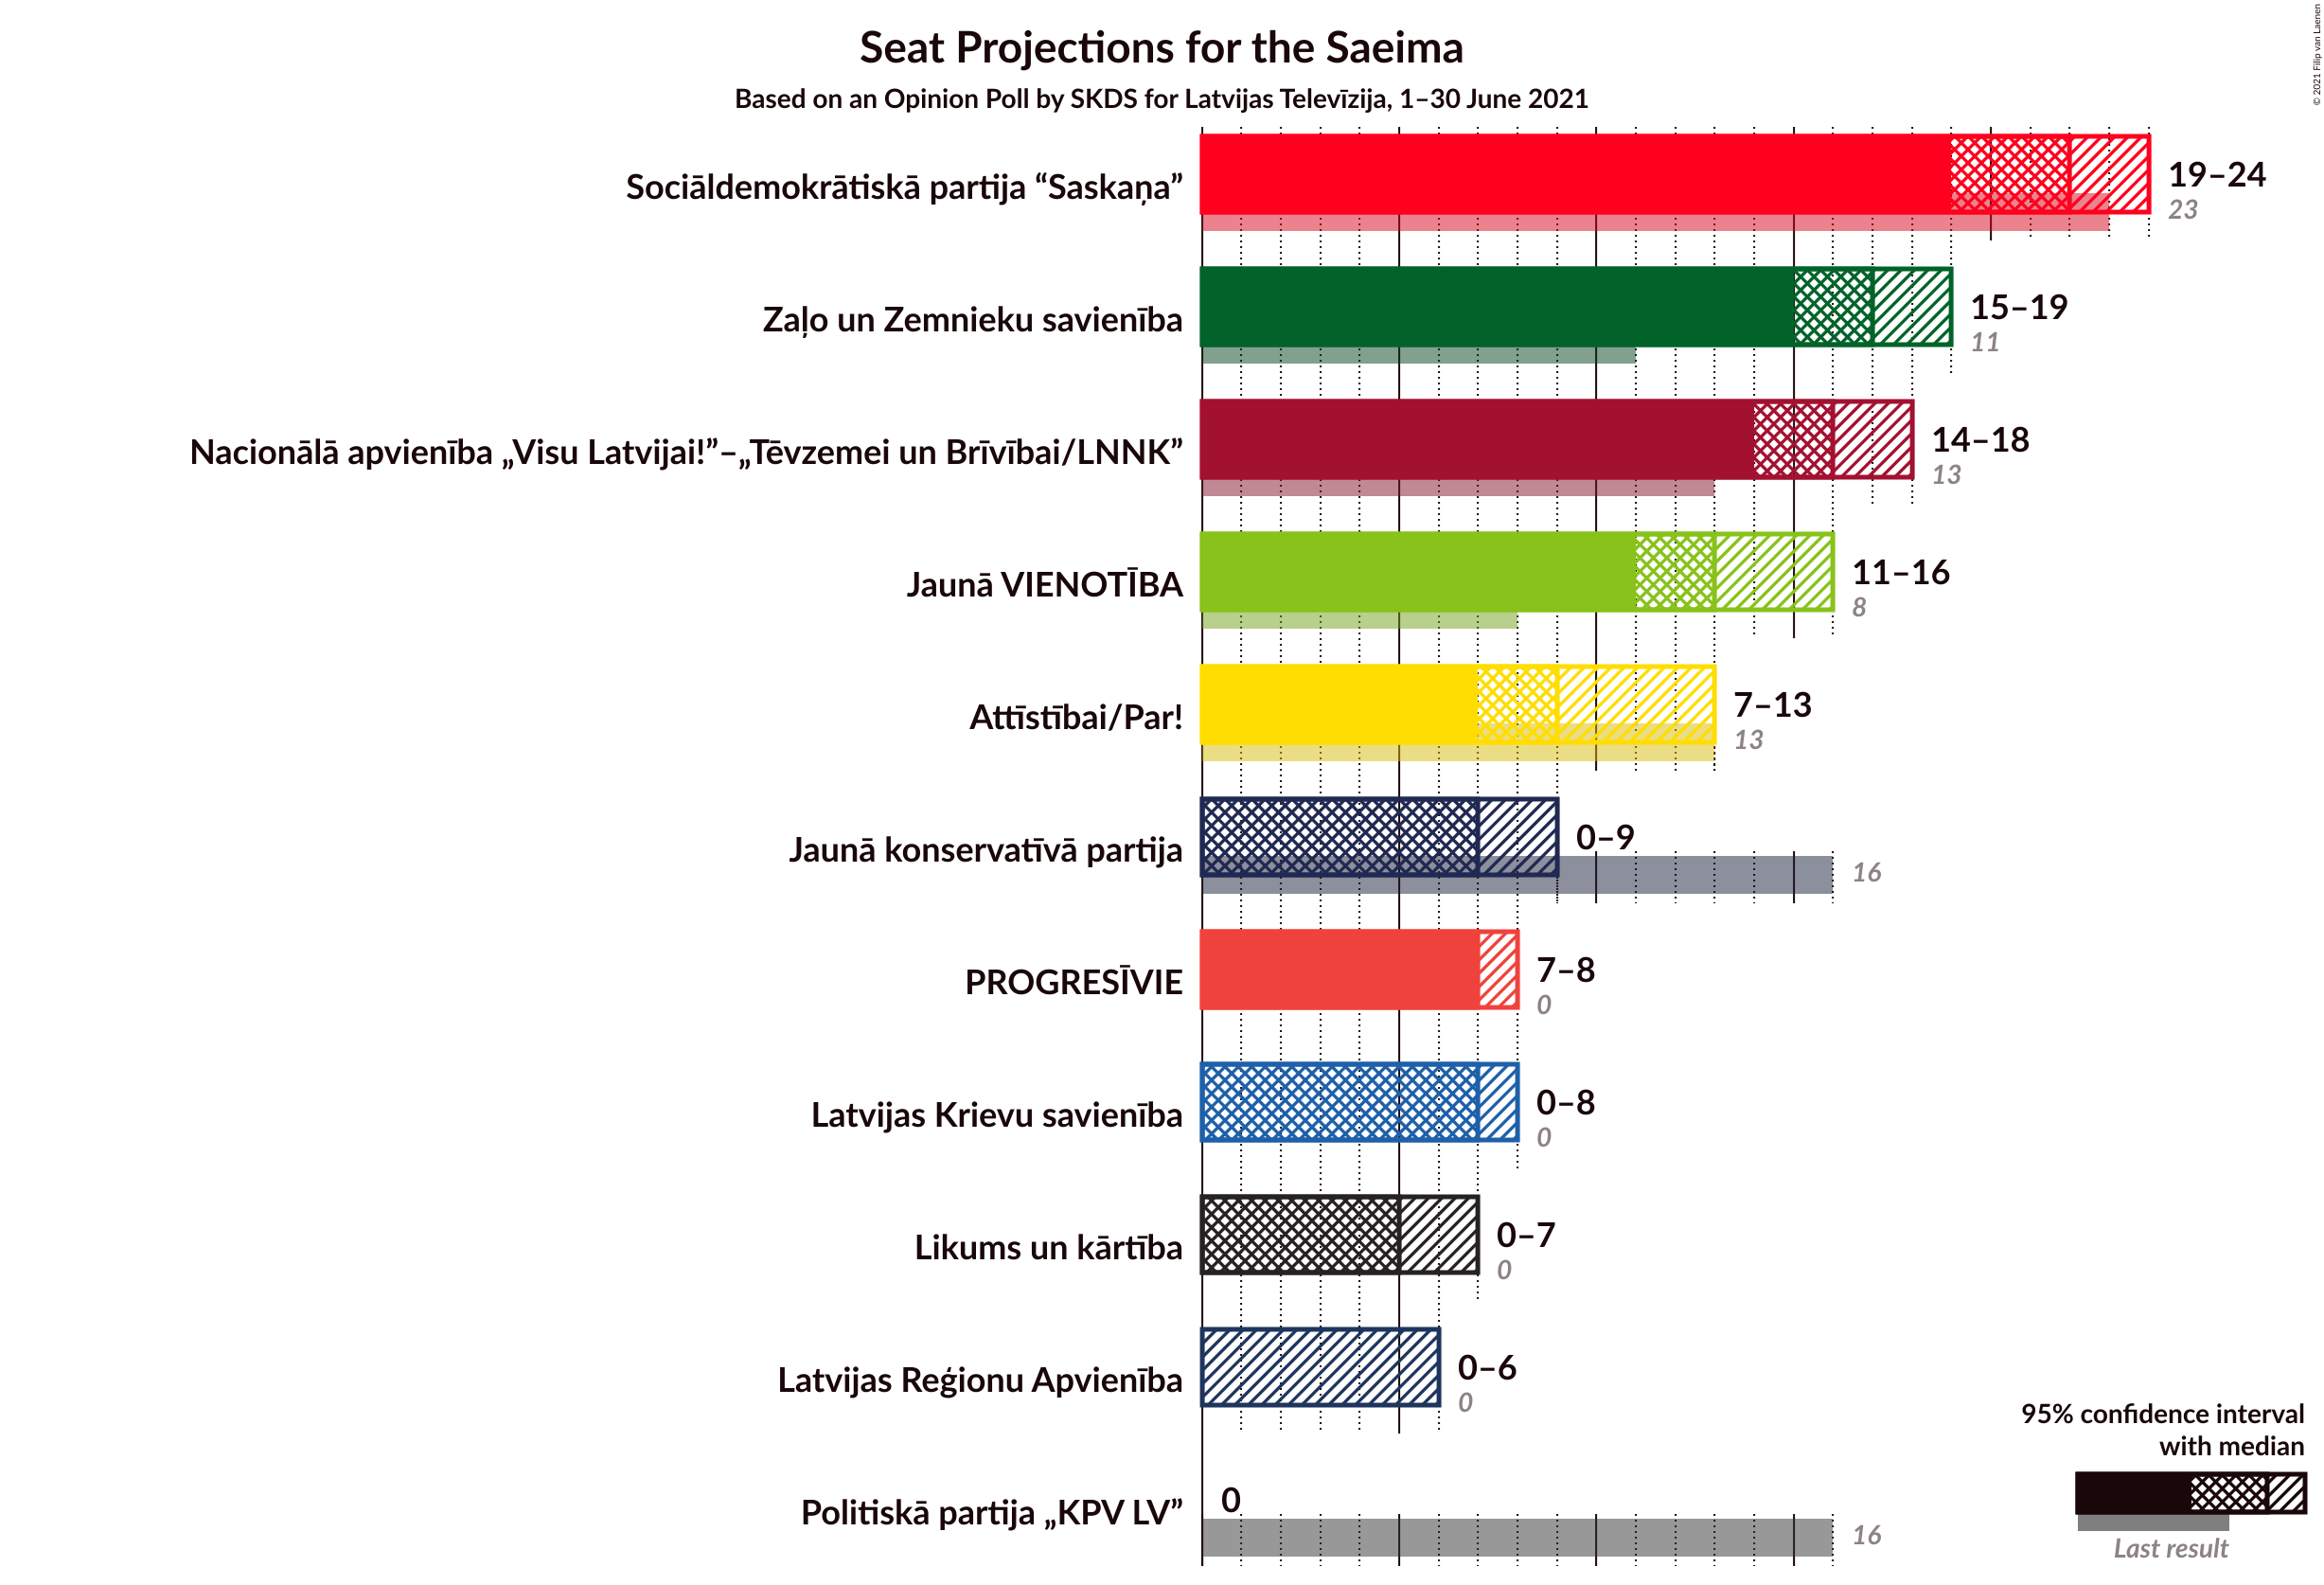 Seat Projections for the Saeima
Based on an Opinion Poll by SKDS for Latvijas Televīzija, 1–30 June 2021
© 2021 Filip van Laenen
Sociāldemokrātiskā partija “Saskaņa”
19–24
23
Zaļo un Zemnieku savienība
15–19
11
Nacionālā apvienība „Visu Latvijai!”–„Tēvzemei un Brīvībai/LNNK”
14–18
13
Jaunā VIENOTĪBA
11–16
8
Attīstībai/Par!
7–13
13
Jaunā konservatīvā partija
0–9
16
PROGRESĪVIE
7–8
0
Latvijas Krievu savienība
0–8
0
Likums un kārtība
0–7
0
Latvijas Reģionu Apvienība
0–6
0
Politiskā partija „KPV LV”
0
16
95% confidence interval
with median
Last result